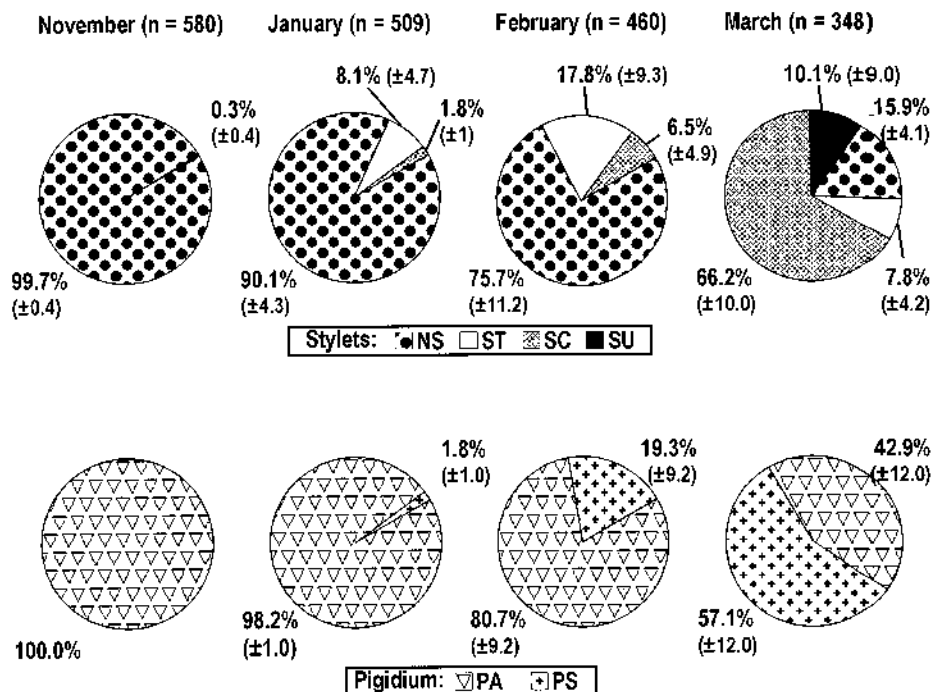 November (n = 580) January (n = 509) February (n = 460) March (n = 348)
8.1% (±4.7) 17.8% (±9.3) 10.1% (±9.0)
0.3% 1.8% 6.5% 15.9%
(±0.4) (±1) (±4.9) (±4.1)
99.7% 90.1% 75.7% 66.2% 7.8%
(±0.4) (±4.3) (±11.2) (±10.0) (±4.2)
Stylets: NS ST SC SU
1.8% 19.3% 42.9%
(±1.0) (±9.2) (±12.0)
100.0% 98.2% 80.7% 57.1%
(±1.0) (±9.2) (±12.0)
Pigidium: PA PS